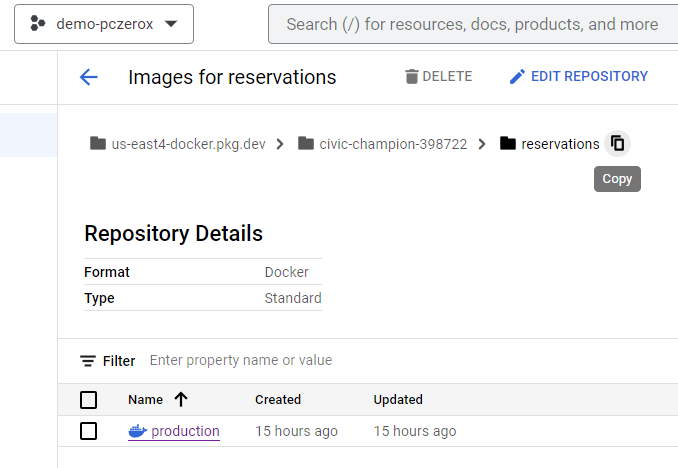 demo-pczerox Search (/) for resources, docs, products, and more
Images for reservations DELETE EDIT REPOSITORY
us-east4-docker.pkg.dev civic-champion-398722 reservations
Copy
Repository Details
Format Docker
Type Standard
Filter Enter property name or value
Name Created Updated
production 15 hours ago 15 hours ago